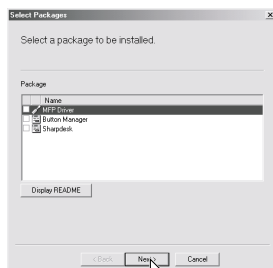 Select Packages
Select a package to be installed.
Package
Name
MFP Driver
Button Manager
Sharpdesk
Display README
< Back Next > Cancel